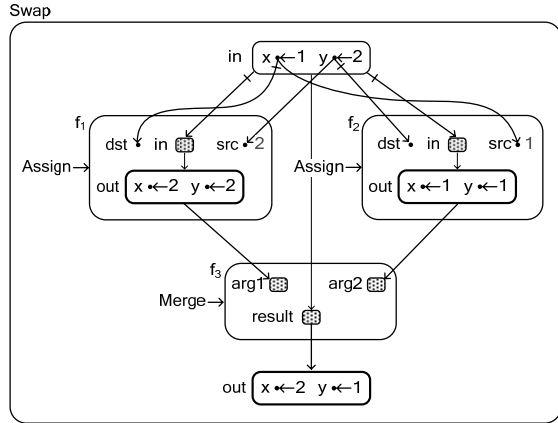 Swap
in x ←1 y ←2
f1 f2
dst in src 2 dst in src 1
Assign Assign
out x ←2 y ←2 out x ←1 y ←1
f3
arg1 arg2
Merge
result
out x ←2 y ←1